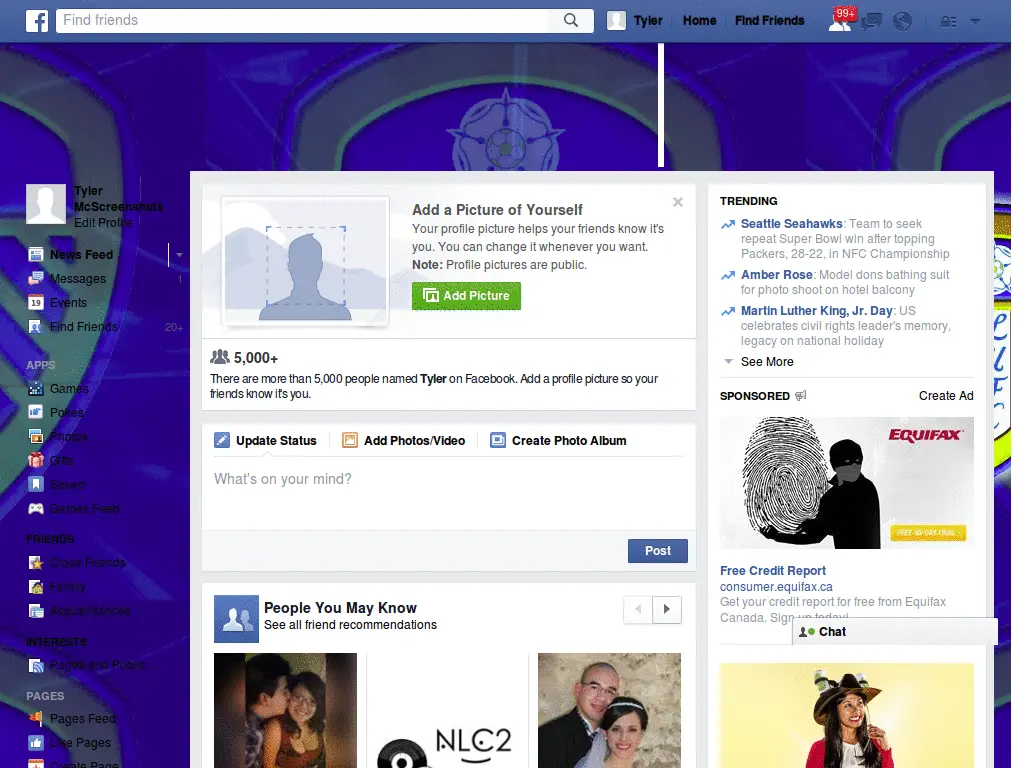 Find friends
Tyler
Home
Find Friends
99+
Tyler
McScreenshots
Edit Profile
News Feed
Messages
1
19
Events
Find Friends
20+
APPS
Games
Pokes
Photos
Gifts
Saved
Games Feed
FRIENDS
Close Friends
Family
Acquaintances
INTERESTS
Pages and Public
PAGES
Pages Feed
Like Pages
Create Page
Add a Picture of Yourself
Your profile picture helps your friends know it's
you. You can change it whenever you want.
Note: Profile pictures are public.
Add Picture
5,000+
There are more than 5,000 people named Tyler on Facebook. Add a profile picture so your
friends know it's you.
Update Status
Add Photos/Video
Create Photo Album
What's on your mind?
Post
People You May Know
See all friend recommendations
NLC2
TRENDING
Seattle Seahawks: Team to seek
repeat Super Bowl win after topping
Packers, 28-22, in NFC Championship
Amber Rose: Model dons bathing suit
for photo shoot on hotel balcony
Martin Luther King, Jr. Day: US
celebrates civil rights leader's memory,
legacy on national holiday
See More
SPONSORED
Create Ad
EQUIFAX
FREE 30-DAY TRIAL
Free Credit Report
consumer.equifax.ca
Get your credit report for free from Equifax
Canada. Sign up today!
Chat